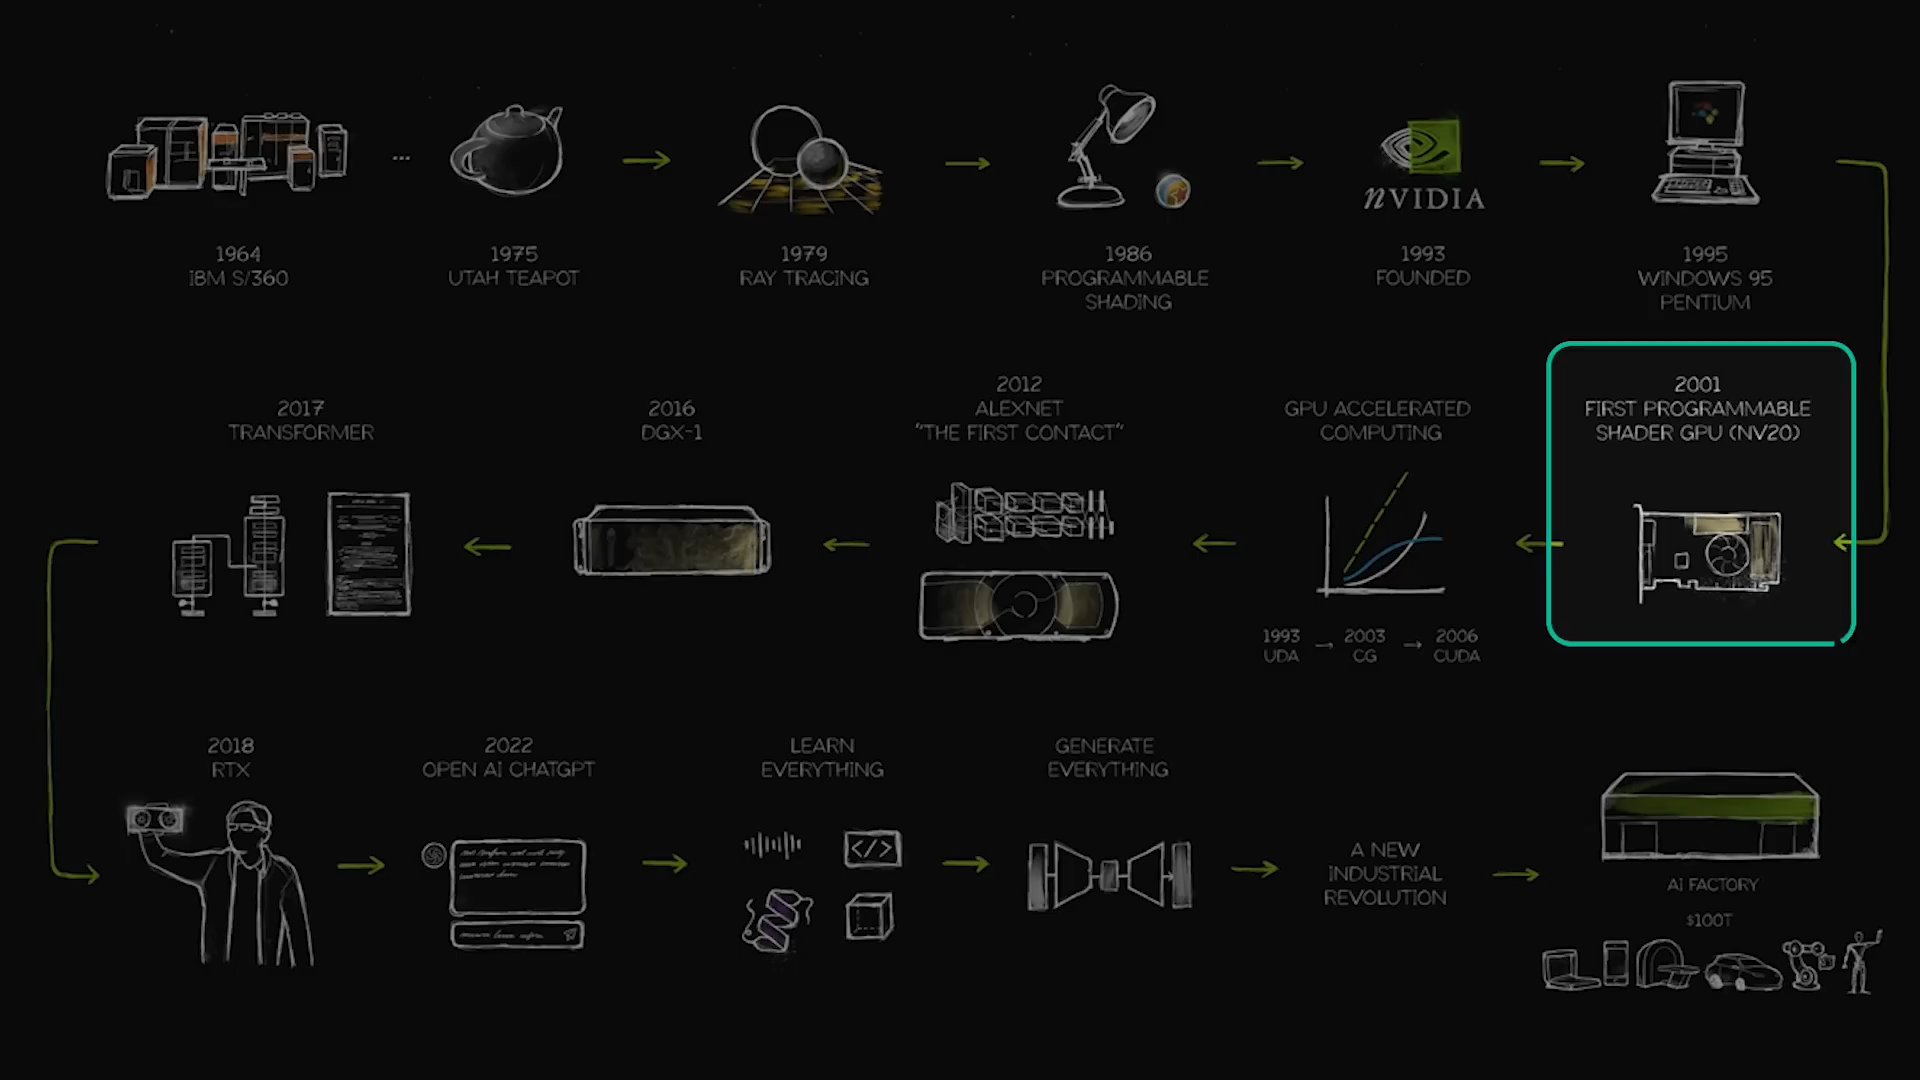 ...
nVIDIA
1964
IBM S/360
1975
UTAH TEAPOT
1979
RAY TRACING
1986
PROGRAMMABLE
SHADING
1993
FOUNDED
1995
WINDOWS 95
PENTIUM
2001
FIRST PROGRAMMABLE
SHADER GPU (NV20)
GPU ACCELERATED
COMPUTING
1993
UDA
2003
CG
2006
CUDA
2012
ALEXNET
"THE FIRST CONTACT"
2016
DGX-1
2017
TRANSFORMER
2018
RTX
2022
OPEN AI CHATGPT
LEARN
EVERYTHING
</>
GENERATE
EVERYTHING
A NEW
INDUSTRIAL
REVOLUTION
AI FACTORY
$100T